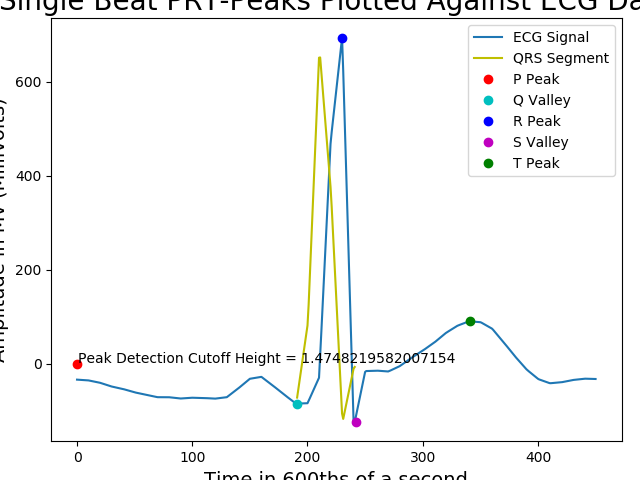 Single Beat PRT-Peaks Plotted Against ECG Da
ECG Signal
QRS Segment
P Peak
Q Valley
R Peak
S Valley
T Peak
Amplitude in MV (Millivolts)
600
400
200
0
Peak Detection Cutoff Height = 1.4748219582007154
0 100 200 300 400
Time in 600ths of a second